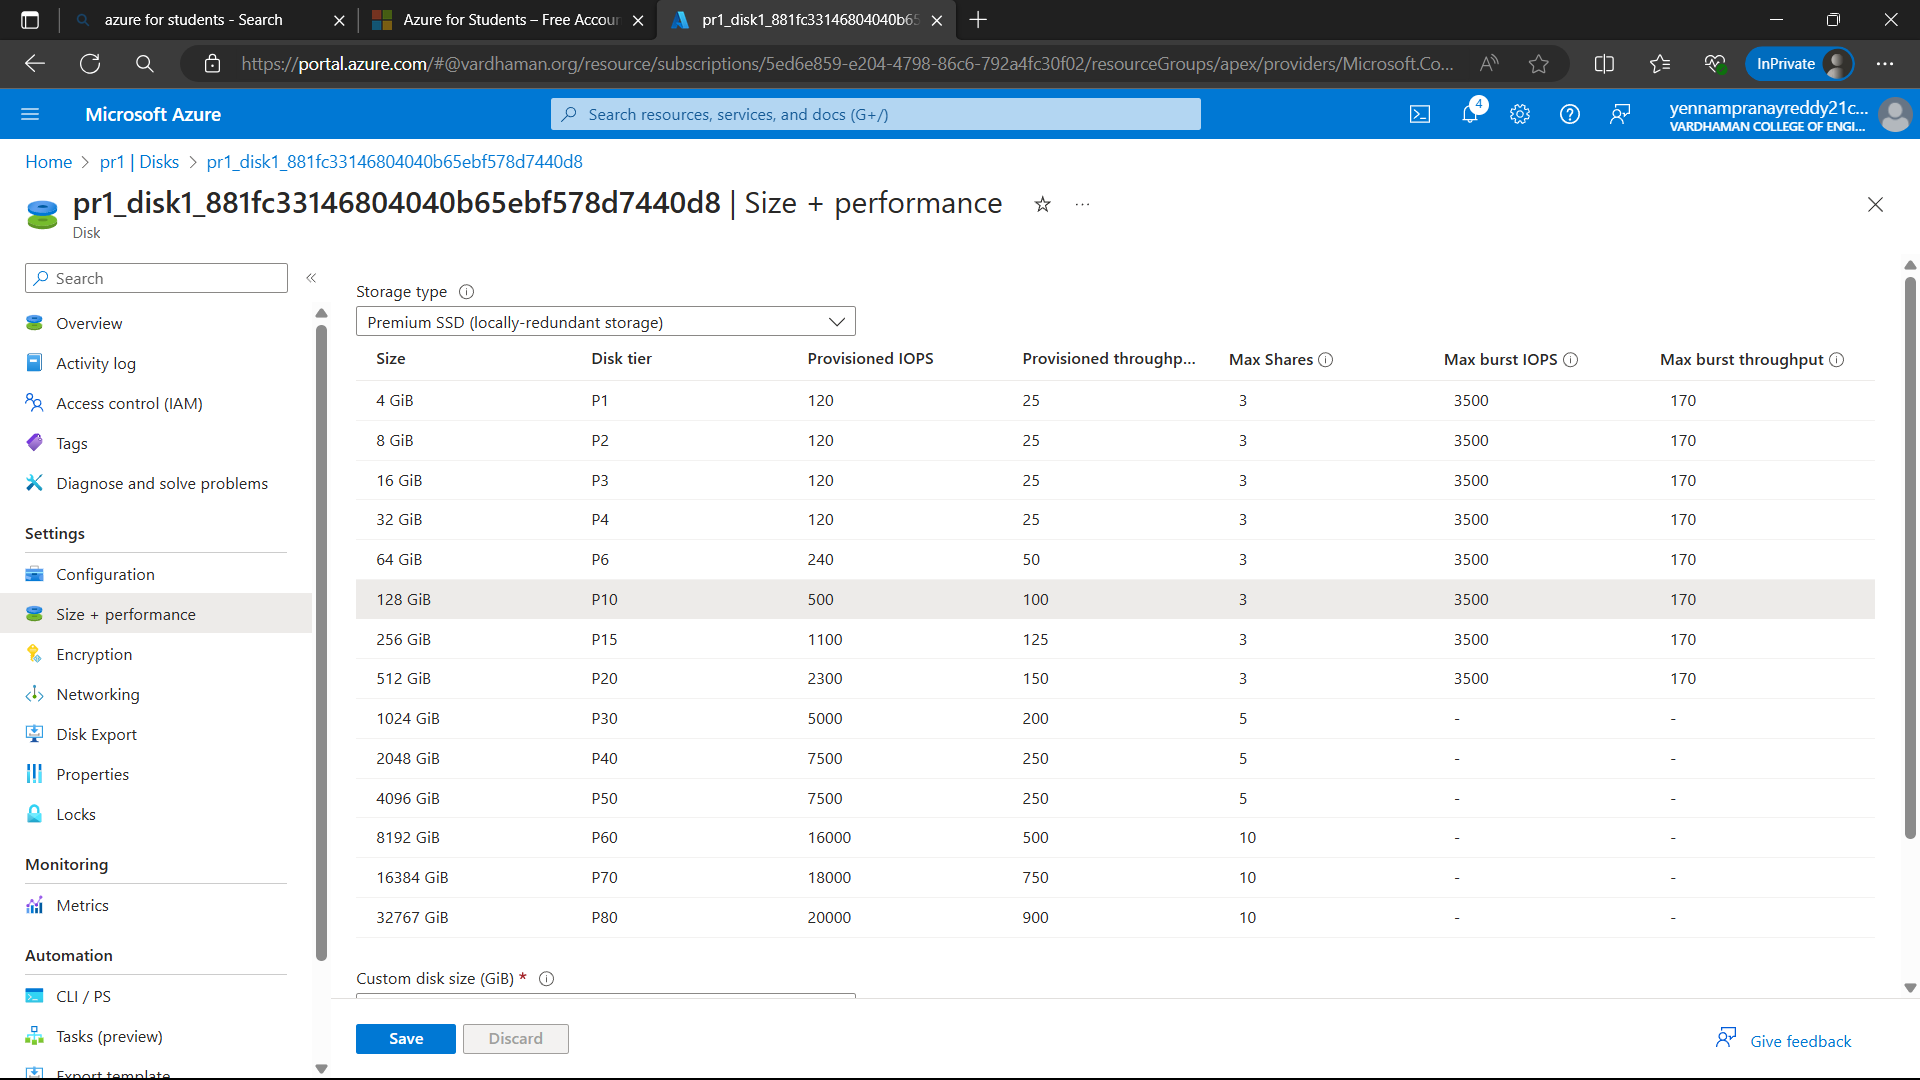 azure for students - Search
Azure for Students – Free Accoun
pr1_disk1_881fc33146804040b65
https://portal.azure.com/#@vardhaman.org/resource/subscriptions/5ed6e859-e204-4798-86c6-792a4fc30f02/resourceGroups/apex/providers/Microsoft.Co...
InPrivate
Microsoft Azure
Search resources, services, and docs (G+/)
4
yennampranayreddy21c...
VARDHAMAN COLLEGE OF ENGI...
Home > pr1 | Disks > pr1_disk1_881fc33146804040b65ebf578d7440d8
pr1_disk1_881fc33146804040b65ebf578d7440d8 | Size + performance
Disk
Search
Overview
Activity log
Access control (IAM)
Tags
Diagnose and solve problems
Settings
Configuration
Size + performance
Encryption
Networking
Disk Export
Properties
Locks
Monitoring
Metrics
Automation
CLI / PS
Tasks (preview)
Export template
Storage type
Premium SSD (locally-redundant storage)
Size Disk tier Provisioned IOPS Provisioned throughp... Max Shares Max burst IOPS Max burst throughput
4 GiB P1 120 25 3 3500 170
8 GiB P2 120 25 3 3500 170
16 GiB P3 120 25 3 3500 170
32 GiB P4 120 25 3 3500 170
64 GiB P6 240 50 3 3500 170
128 GiB P10 500 100 3 3500 170
256 GiB P15 1100 125 3 3500 170
512 GiB P20 2300 150 3 3500 170
1024 GiB P30 5000 200 5 - -
2048 GiB P40 7500 250 5 - -
4096 GiB P50 7500 250 5 - -
8192 GiB P60 16000 500 10 - -
16384 GiB P70 18000 750 10 - -
32767 GiB P80 20000 900 10 - -
Custom disk size (GiB) *
Save
Discard
Give feedback